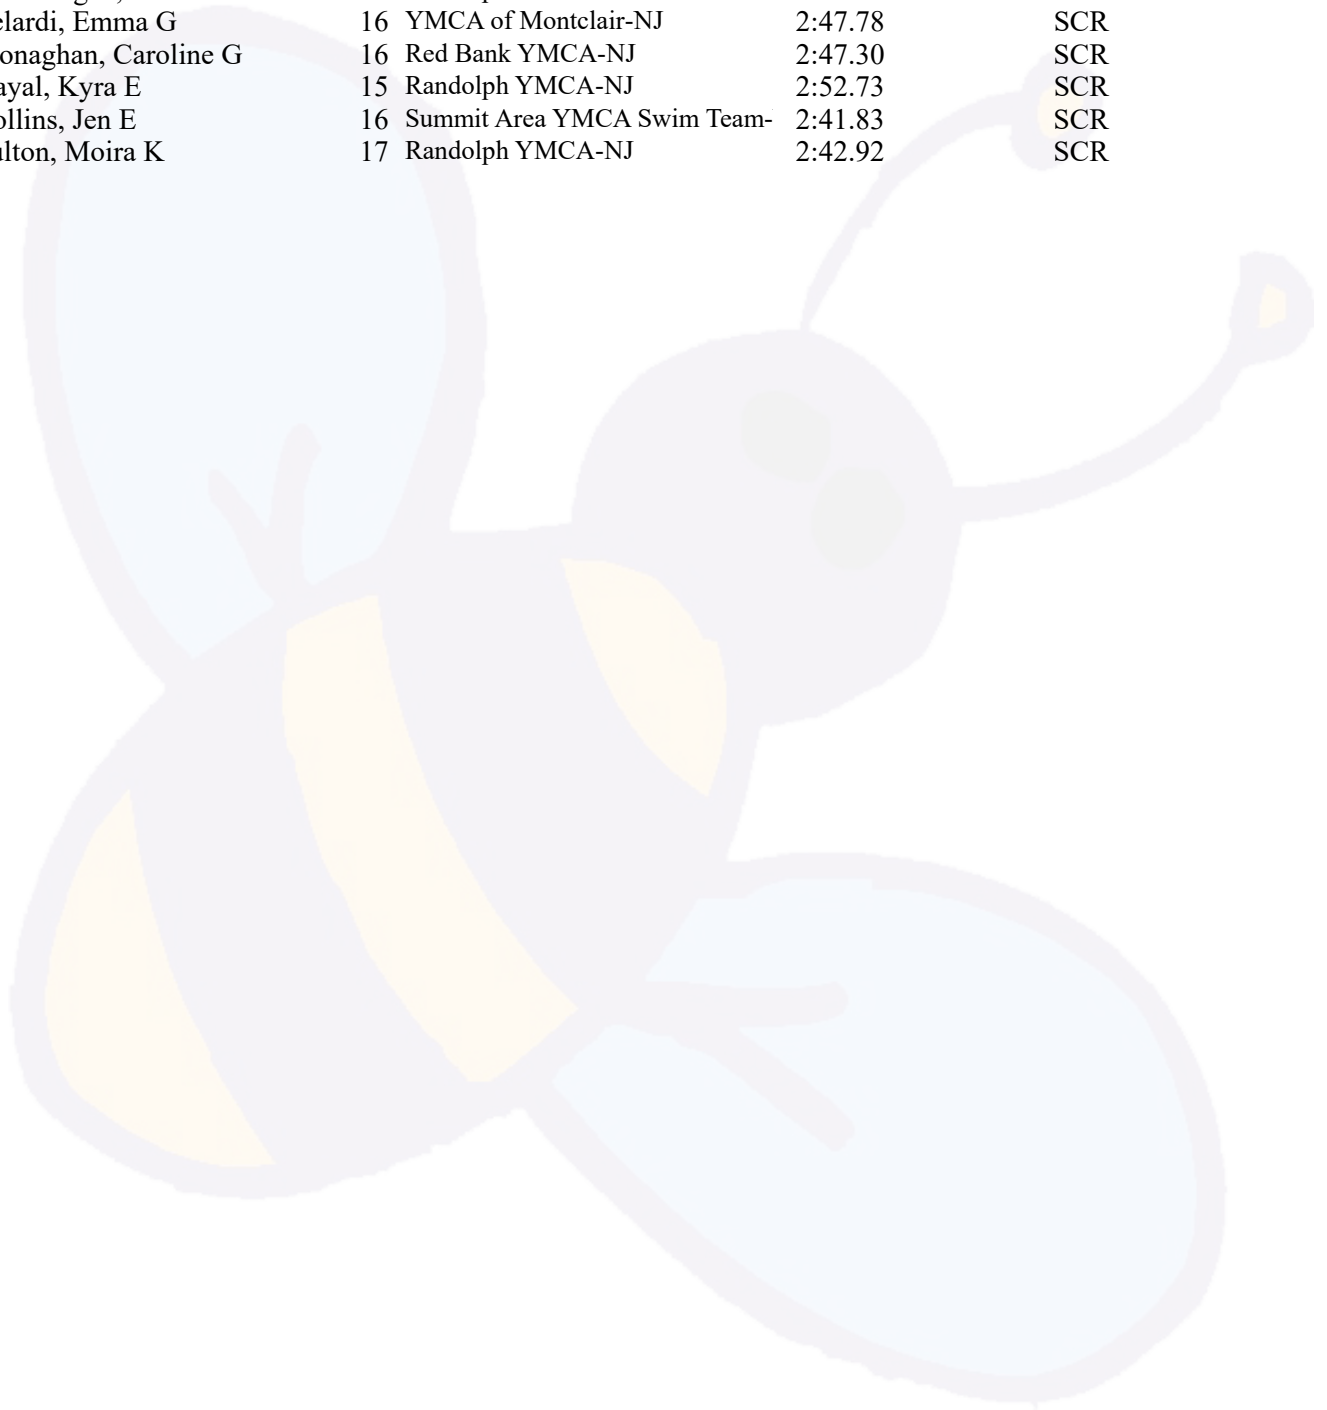 elardi, Emma G 16 YMCA of Montclair-NJ 2:47.78 SCR
onaghan, Caroline G 16 Red Bank YMCA-NJ 2:47.30 SCR
ayal, Kyra E 15 Randolph YMCA-NJ 2:52.73 SCR
ollins, Jen E 16 Summit Area YMCA Swim Team- 2:41.83 SCR
ulton, Moira K 17 Randolph YMCA-NJ 2:42.92 SCR